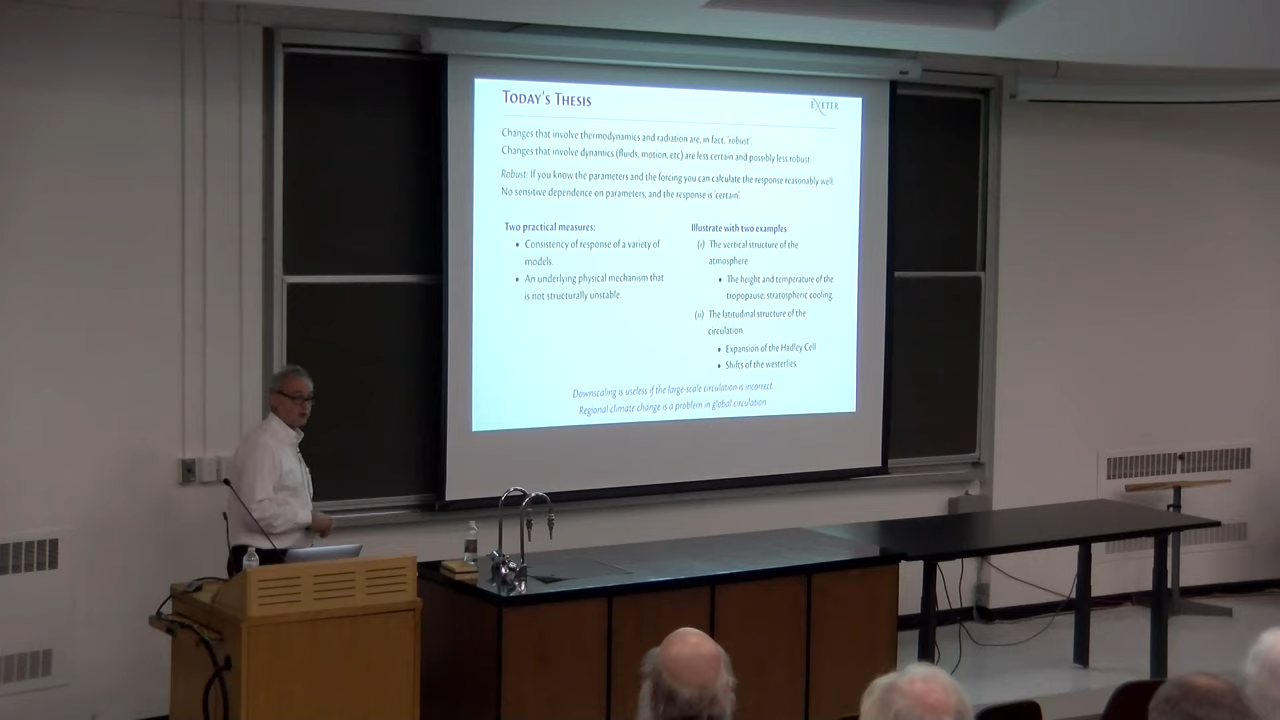 TODAY'S THESIS
EXETER
Changes that involve thermodynamics and radiation are, in fact, 'robust'.
Changes that involve dynamics (fluids, motion, etc) are less certain and possibly less robust
Robust: If you know the parameters and the forcing you can calculate the response reasonably well.
No sensitive dependence on parameters, and the response is 'certain'.
Two practical measures:
• Consistency of response of a variety of
models.
• An underlying physical mechanism that
is not structurally unstable.
Illustrate with two examples
(i) The vertical structure of the
atmosphere.
• The height and temperature of the
tropopause, stratospheric cooling.
(ii) The latitudinal structure of the
circulation.
• Expansion of the Hadley Cell
• Shifts of the westerlies.
Downscaling is useless if the large-scale circulation is incorrect
Regional climate change is a problem in global circulation.